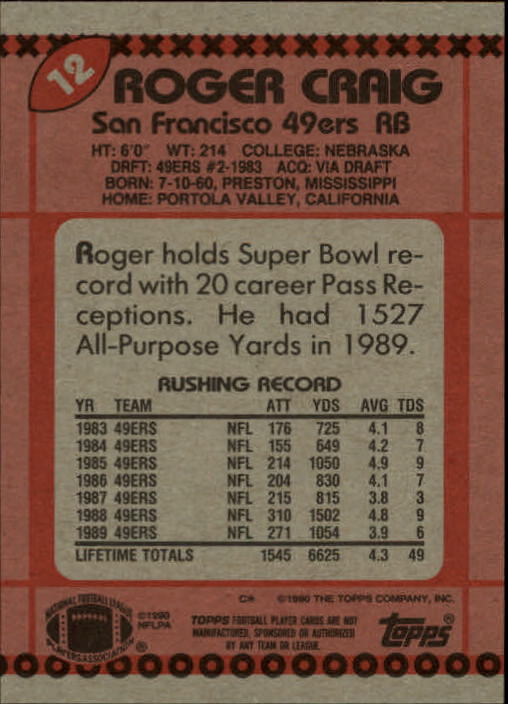 12
ROGER CRAIG
San Francisco 49ers RB
HT: 6'0" WT: 214 COLLEGE: NEBRASKA
DRFT: 49ERS #2-1983 ACQ: VIA DRAFT
BORN: 7-10-60, PRESTON, MISSISSIPPI
HOME: PORTOLA VALLEY, CALIFORNIA
Roger holds Super Bowl re-
cord with 20 career Pass Re-
ceptions. He had 1527
All-Purpose Yards in 1989.
RUSHING RECORD
YR TEAM ATT YDS AVG TDS
1983 49ERS NFL 176 725 4.1 8
1984 49ERS NFL 155 649 4.2 7
1985 49ERS NFL 214 1050 4.9 9
1986 49ERS NFL 204 830 4.1 7
1987 49ERS NFL 215 815 3.8 3
1988 49ERS NFL 310 1502 4.8 9
1989 49ERS NFL 271 1054 3.9 6
LIFETIME TOTALS 1545 6625 4.3 49
C* ©1990 THE TOPPS COMPANY, INC.
NATIONAL FOOTBALL LEAGUE
PLAYERS ASSOCIATION ®
©1990
NFLPA
TOPPS FOOTBALL PLAYER CARDS ARE NOT
MANUFACTURED, SPONSORED OR AUTHORIZED
BY ANY TEAM OR LEAGUE.
Topps®